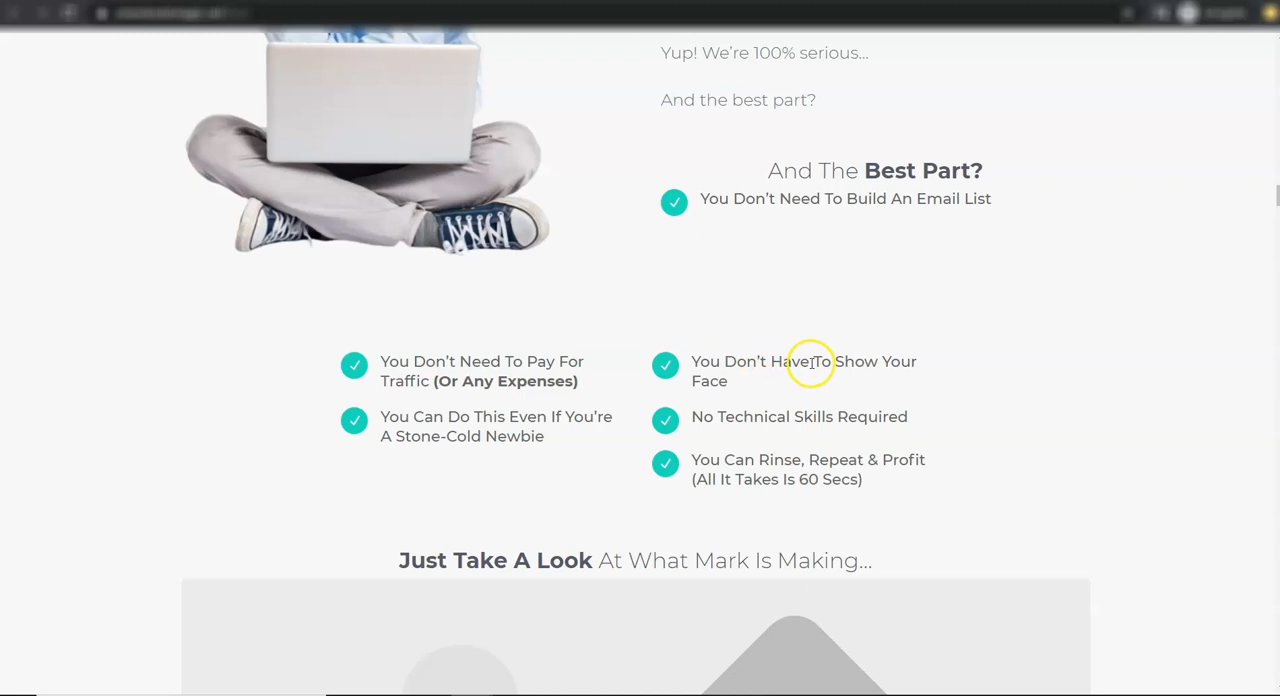 Yup! We're 100% serious...
And the best part?
And The Best Part?
You Don't Need To Build An Email List
You Don't Need To Pay For
Traffic (Or Any Expenses)
You Can Do This Even If You're
A Stone-Cold Newbie
You Don't Have To Show Your
Face
No Technical Skills Required
You Can Rinse, Repeat & Profit
(All It Takes Is 60 Secs)
Just Take A Look At What Mark Is Making...